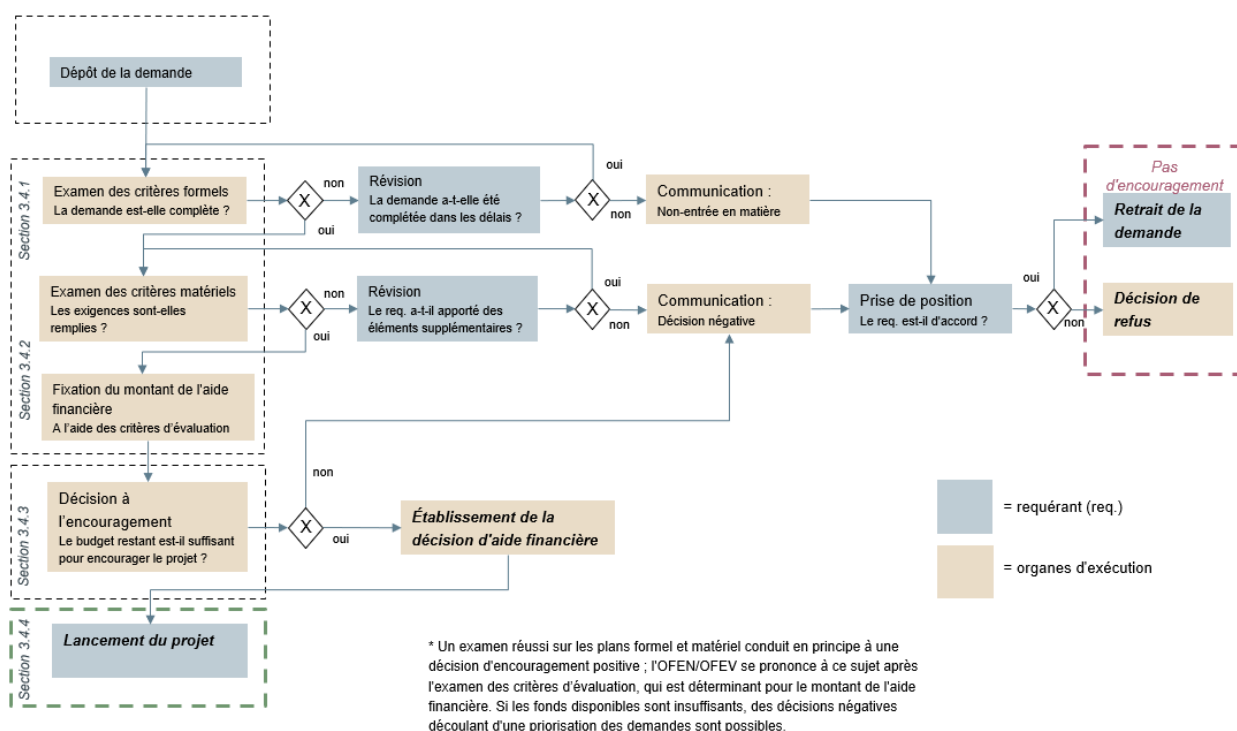 Dépôt de la demande
oui
Pas
d'encouragement
Section 3.4.1
Examen des critères formels
La demande est-elle complète ?
X
non
oui
Révision
La demande a-t-elle été
complétée dans les délais ?
X
non
Communication :
Non-entrée en matière
Retrait de la
demande
Section 3.4.2
Examen des critères matériels
Les exigences sont-elles
remplies ?
X
non
oui
Révision
Le req. a-t-il apporté des
éléments supplémentaires ?
oui
X
non
Communication :
Décision négative
Prise de position
Le req. est-il d'accord ?
oui
X
non
Décision de
refus
Fixation du montant de l'aide
financière
A l'aide des critères d'évaluation
Section 3.4.3
Décision à
l'encouragement
Le budget restant est-il suffisant
pour encourager le projet ?
non
X
oui
Établissement de la
décision d'aide financière
= requérant (req.)
= organes d'exécution
Section 3.4.4
Lancement du projet
* Un examen réussi sur les plans formel et matériel conduit en principe à une
décision d'encouragement positive ; l'OFEN/OFEV se prononce à ce sujet après
l'examen des critères d'évaluation, qui est déterminant pour le montant de l'aide
financière. Si les fonds disponibles sont insuffisants, des décisions négatives
découlant d'une priorisation des demandes sont possibles.